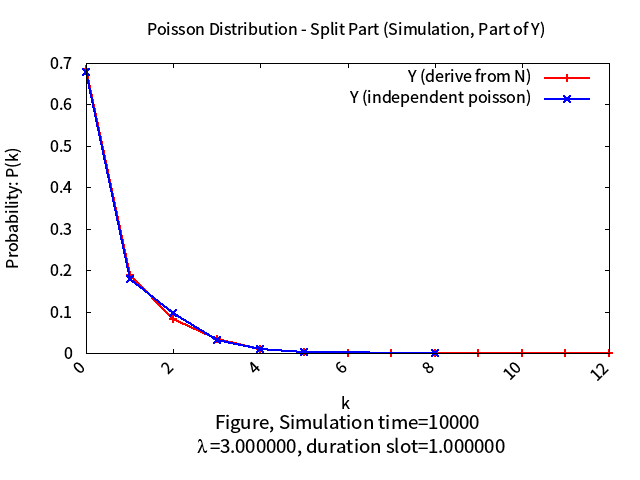 Poisson Distribution - Split Part (Simulation, Part of Y)
Y (derive from N)
Y (independent poisson)
Probability: P(k)
0.7
0.6
0.5
0.4
0.3
0.2
0.1
0
0 2 4 6 8 10 12
k
Figure, Simulation time=10000
λ=3.000000, duration slot=1.000000